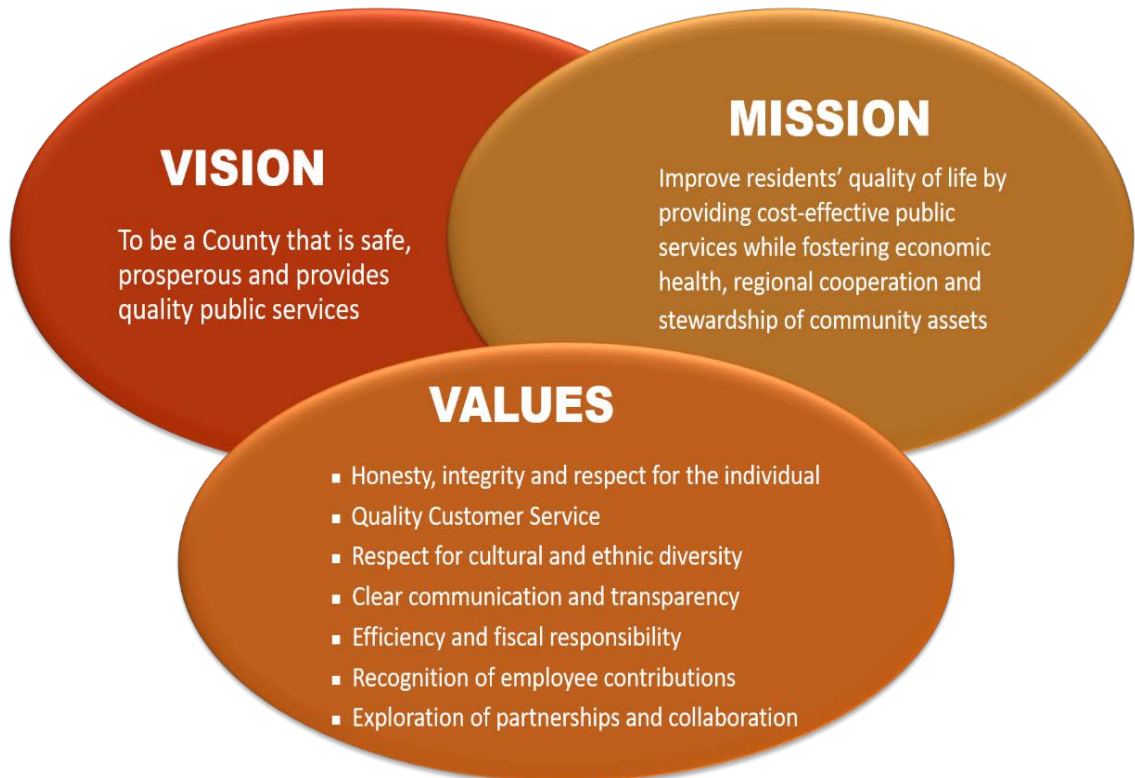 VISION
To be a County that is safe,
prosperous and provides
quality public services
MISSION
Improve residents’ quality of life by
providing cost-effective public
services while fostering economic
health, regional cooperation and
stewardship of community assets
VALUES
▪ Honesty, integrity and respect for the individual
▪ Quality Customer Service
▪ Respect for cultural and ethnic diversity
▪ Clear communication and transparency
▪ Efficiency and fiscal responsibility
▪ Recognition of employee contributions
▪ Exploration of partnerships and collaboration